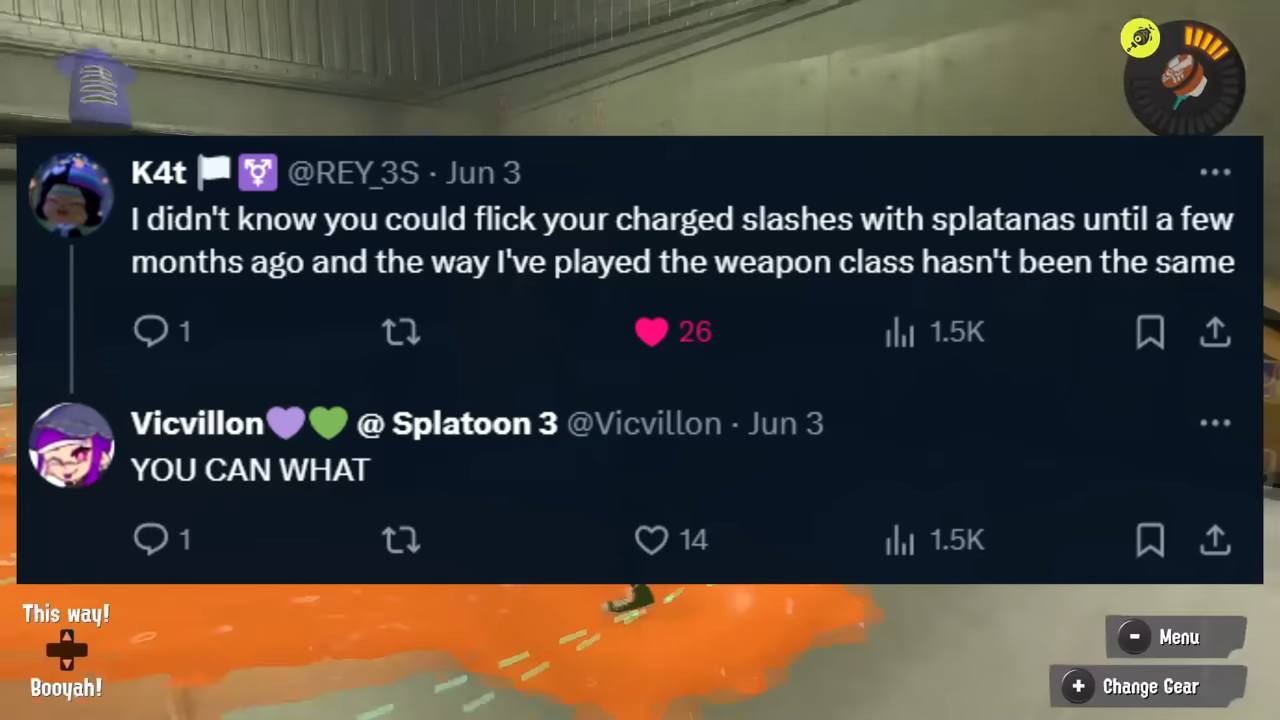 K4t 🏳️ ⚧ @REY_3S · Jun 3
I didn't know you could flick your charged slashes with splatanas until a few
months ago and the way I've played the weapon class hasn't been the same
1 26 1.5K
Vicvillon💜💚 @ Splatoon 3 @Vicvillon · Jun 3
YOU CAN WHAT
1 14 1.5K
This way!
Booyah!
- Menu
+ Change Gear